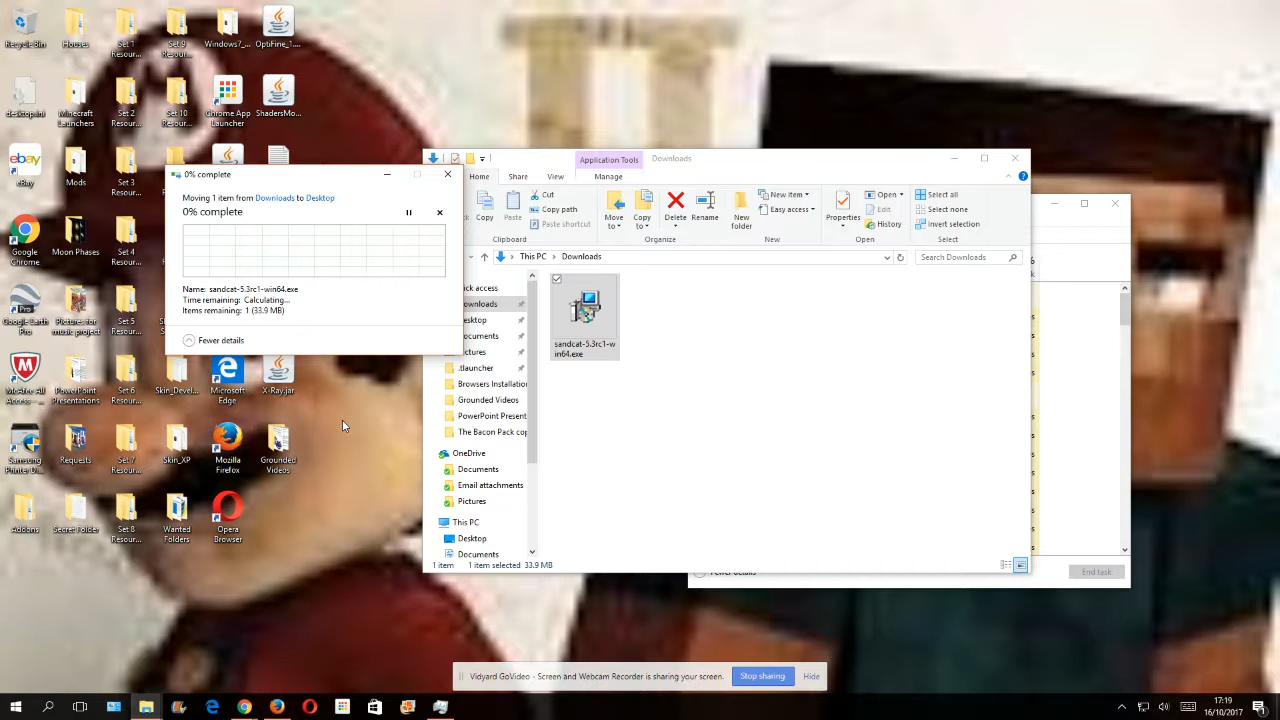 Recycle Bin
Houses
Set 1
Resour...
Set 9
Resour...
Windows7_...
OptiFine_1....
desktop.ini
Minecraft
Launchers
Set 2
Resour...
Set 10
Resour...
Chrome App
Launcher
ShadersMo...
ebay
eBay
Mods
Set 3
Resour...
Google
Chrome
Moon Phases
Set 4
Resour...
Google Earth
Pro
Pictures for
music project
Set 5
Resour...
PowerPoint
Presentations
Set 6
Resour...
Skin_Devel...
Microsoft
Edge
X-Ray.jar
Samsung
Printer Di...
Requests
Set 7
Resour...
Skin_XP
Mozilla
Firefox
Grounded
Videos
Addons
Secret Folder
Set 8
Resour...
Wanted
Folders
Opera
Browser
0% complete
Moving 1 item from Downloads to Desktop
0% complete
Name: sandcat-5.3rc1-win64.exe
Time remaining: Calculating...
Items remaining: 1 (33.9 MB)
Fewer details
Application Tools
Downloads
Home
Share
View
Manage
Copy
Paste
Cut
Copy path
Paste shortcut
Clipboard
Move
to
Copy
to
Delete
Rename
Organize
New
folder
New item
Easy access
New
Properties
Open
Edit
History
Open
Select all
Select none
Invert selection
Select
This PC
Downloads
Search Downloads
ick access
ownloads
esktop
ocuments
ctures
.tlauncher
Browsers Installatio
Grounded Videos
PowerPoint Present
The Bacon Pack cop
OneDrive
Documents
Email attachments
Pictures
This PC
Desktop
Documents
sandcat-5.3rc1-w
in64.exe
1 item
1 item selected 33.9 MB
Fewer details
End task
Vidyard GoVideo - Screen and Webcam Recorder is sharing your screen.
Stop sharing
Hide
17:19
16/10/2017